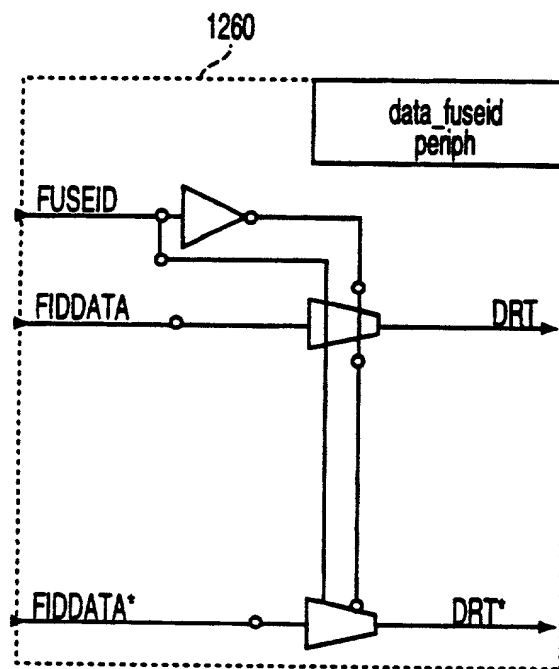 1260
data_fuseid
periph
FUSEID
FIDDATA
DRT
FIDDATA*
DRT*